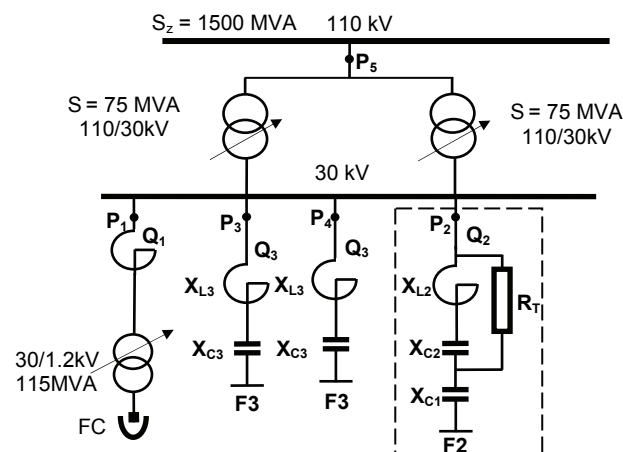 S_z = 1500 MVA 110 kV
P_5
S = 75 MVA
110/30kV
S = 75 MVA
110/30kV
30 kV
P_1
Q_1
P_3
Q_3
P_4
Q_3
P_2
Q_2
X_L3
X_L3
X_L2
R_T
X_C3
X_C3
X_C2
X_C1
30/1.2kV
115MVA
FC
F3
F3
F2